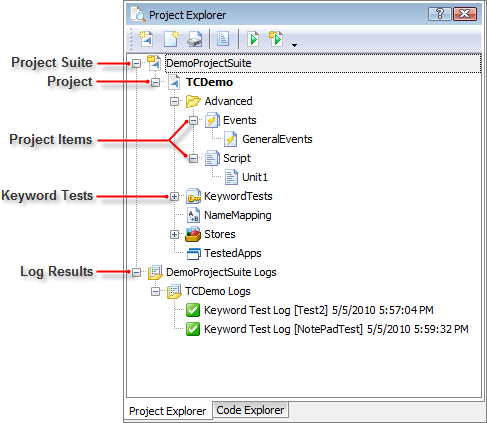 Project Explorer
Project Suite
DemoProjectSuite
Project
TCDemo
Advanced
Project Items
Events
GeneralEvents
Script
Unit1
Keyword Tests
KeywordTests
NameMapping
Stores
TestedApps
Log Results
DemoProjectSuite Logs
TCDemo Logs
Keyword Test Log [Test2] 5/5/2010 5:57:04 PM
Keyword Test Log [NotePadTest] 5/5/2010 5:59:32 PM
Project Explorer
Code Explorer